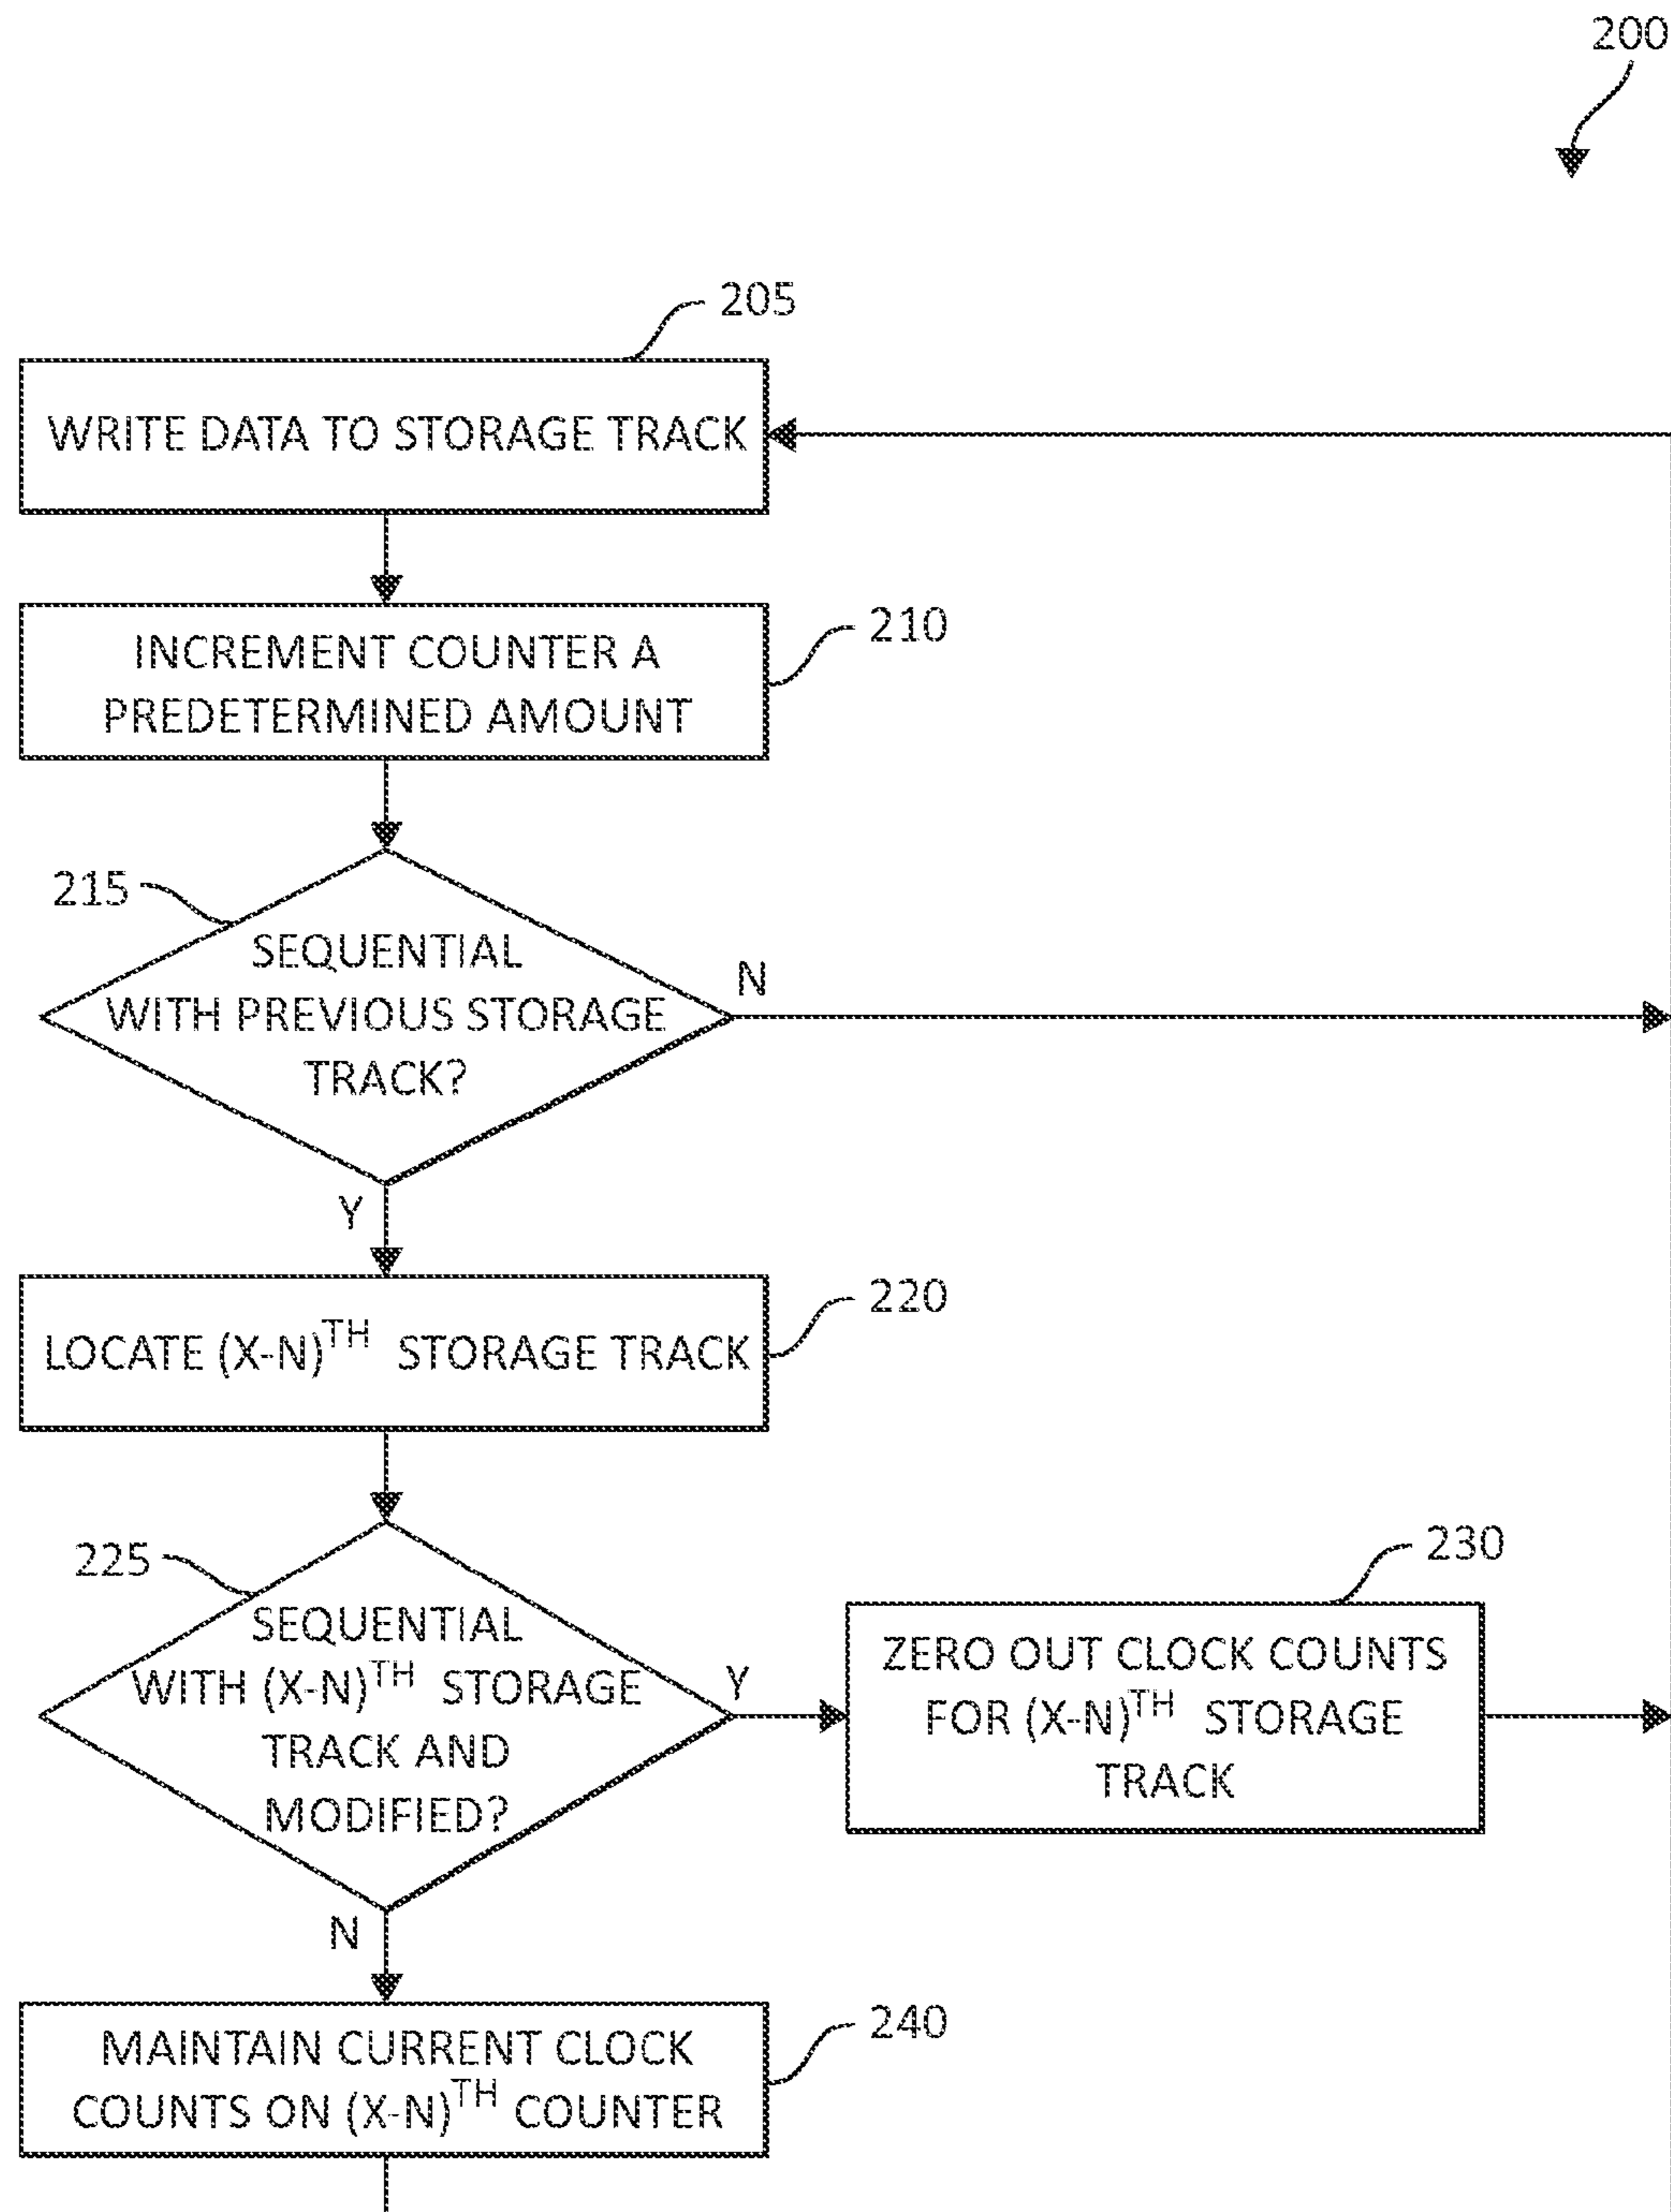 200
205
WRITE DATA TO STORAGE TRACK
210
INCREMENT COUNTER A
PREDETERMINED AMOUNT
215
SEQUENTIAL
WITH PREVIOUS STORAGE
TRACK?
N
Y
220
LOCATE (X-N)TH STORAGE TRACK
225
SEQUENTIAL
WITH (X-N)TH STORAGE
TRACK AND
MODIFIED?
Y
230
ZERO OUT CLOCK COUNTS
FOR (X-N)TH STORAGE
TRACK
N
240
MAINTAIN CURRENT CLOCK
COUNTS ON (X-N)TH COUNTER